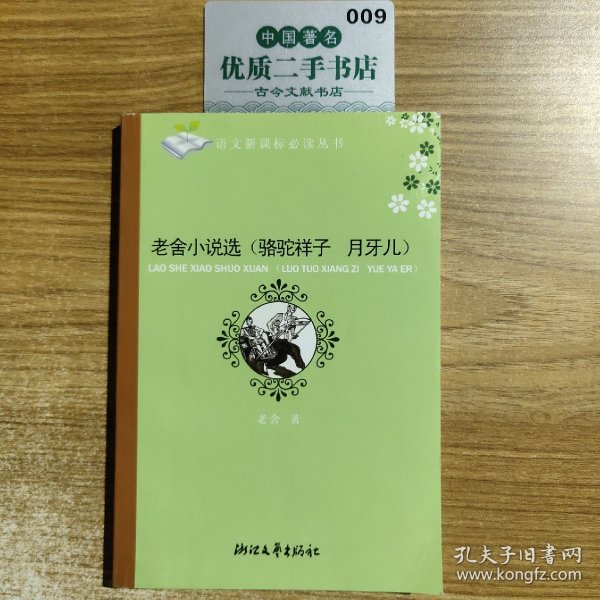 009
中国著名
优质二手书店
古今文献书店
语文新课标必读丛书
老舍小说选（骆驼祥子 月牙儿）
LAO SHE XIAO SHUO XUAN （LUO TUO XIANG ZI YUE YA ER）
老舍 著
浙江文艺出版社
孔夫子旧书网
www.kongfz.com